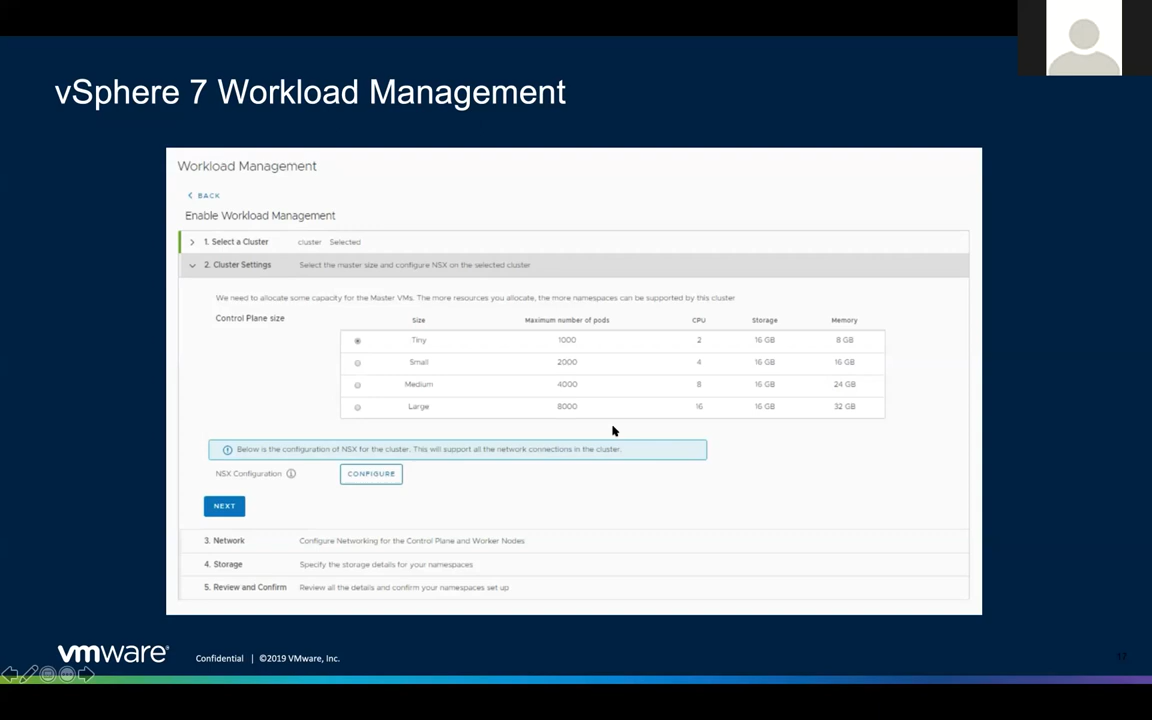 vSphere 7 Workload Management
Workload Management
BACK
Enable Workload Management
1. Select a Cluster cluster Selected
2. Cluster Settings Select the master size and configure NSX on the selected cluster
We need to allocate some capacity for the Master VMs. The more resources you allocate, the more namespaces can be supported by this cluster
Control Plane size
Size Maximum number of pods CPU Storage Memory
Tiny 1000 2 16 GB 8 GB
Small 2000 4 16 GB 16 GB
Medium 4000 8 16 GB 24 GB
Large 8000 16 16 GB 32 GB
Below is the configuration of NSX for the cluster. This will support all the network connections in the cluster.
NSX Configuration CONFIGURE
NEXT
3. Network Configure Networking for the Control Plane and Worker Nodes
4. Storage Specify the storage details for your namespaces
5. Review and Confirm Review all the details and confirm your namespaces set up
vmware® Confidential | ©2019 VMware, Inc. 17